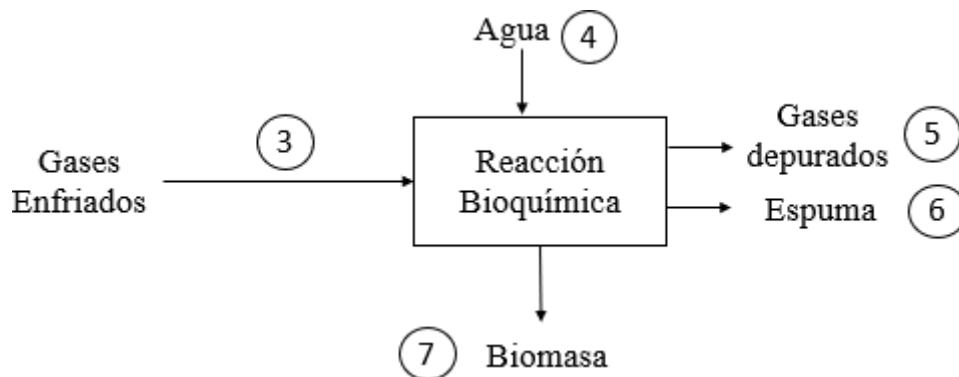 Agua 4
3
Gases
Enfriados
Reacción
Bioquímica
Gases
depurados 5
Espuma 6
7 Biomasa